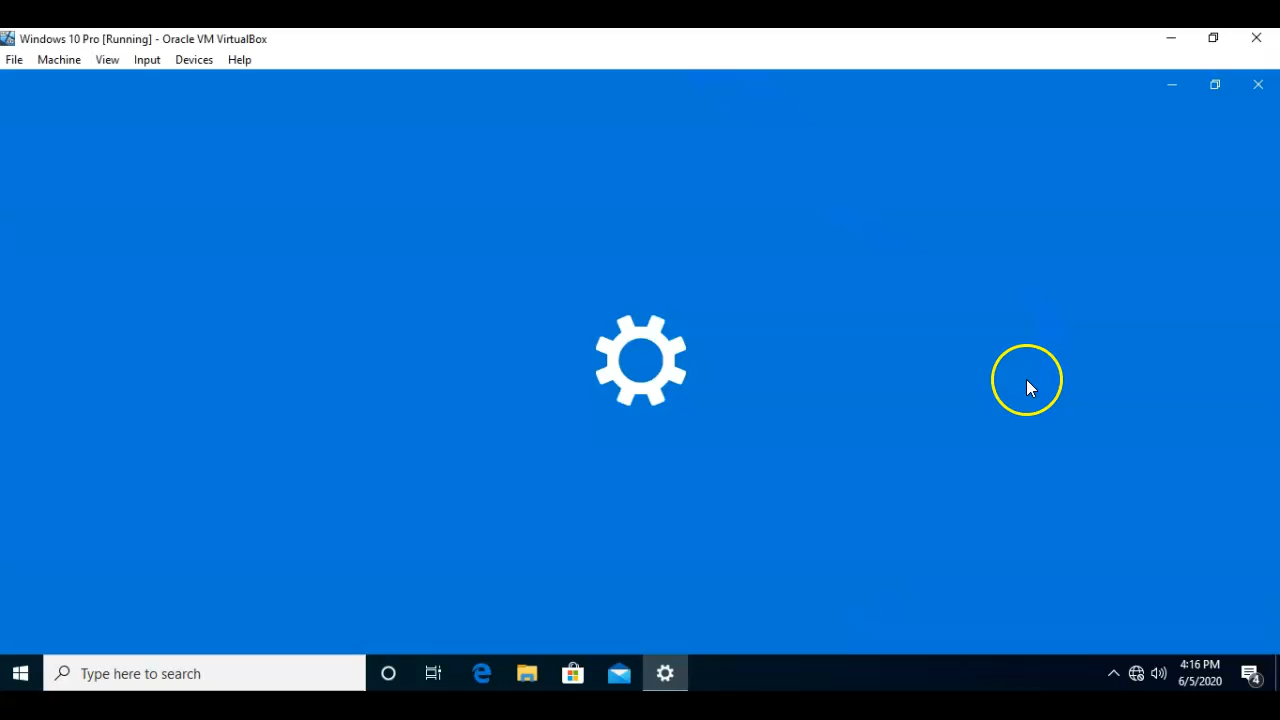 Windows 10 Pro [Running] - Oracle VM VirtualBox
File Machine View Input Devices Help
Type here to search
4:16 PM
6/5/2020
4